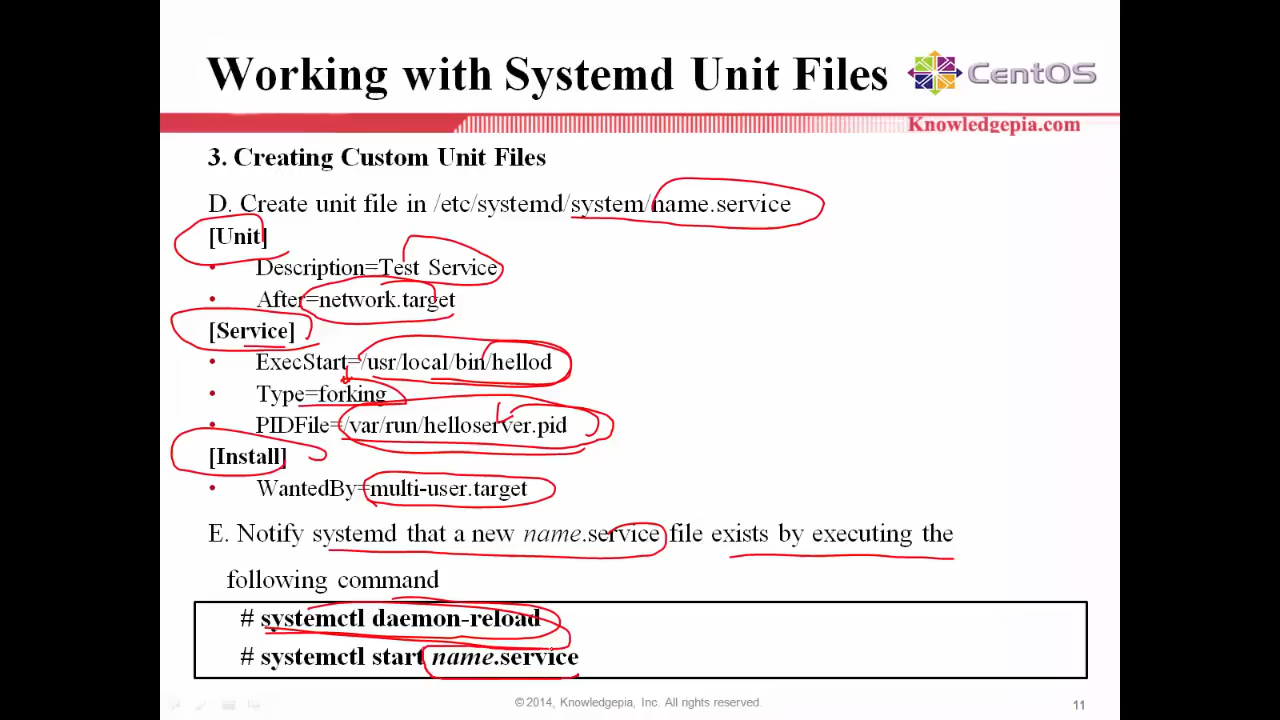 Working with Systemd Unit Files
CentOS
Knowledgepia.com
3. Creating Custom Unit Files
D. Create unit file in /etc/systemd/system/name.service
[Unit]
• Description=Test Service
• After=network.target
[Service]
• ExecStart=/usr/local/bin/hellod
• Type=forking
• PIDFile=/var/run/helloserver.pid
[Install]
• WantedBy=multi-user.target
E. Notify systemd that a new name.service file exists by executing the
following command
# systemctl daemon-reload
# systemctl start name.service
© 2014, Knowledgepia, Inc. All rights reserved.
11